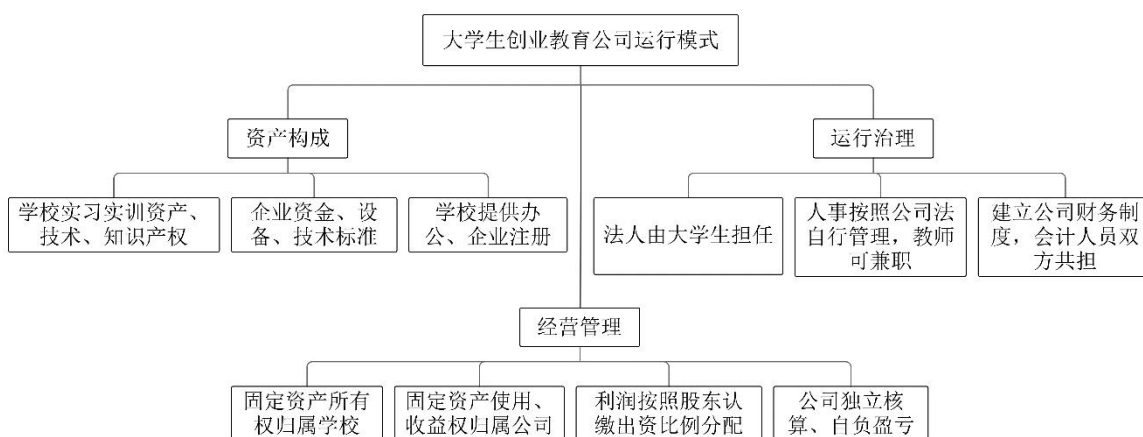 大学生创业教育公司运行模式
资产构成
运行治理
学校实习实训资产、
技术、知识产权
企业资金、设
备、技术标准
学校提供办
公、企业注册
法人由大学生担任
人事按照公司法
自行管理，教师
可兼职
建立公司财务制
度，会计人员双
方共担
经营管理
固定资产所有
权归属学校
固定资产使用、
收益权归属公司
利润按照股东认
缴出资比例分配
公司独立核
算、自负盈亏